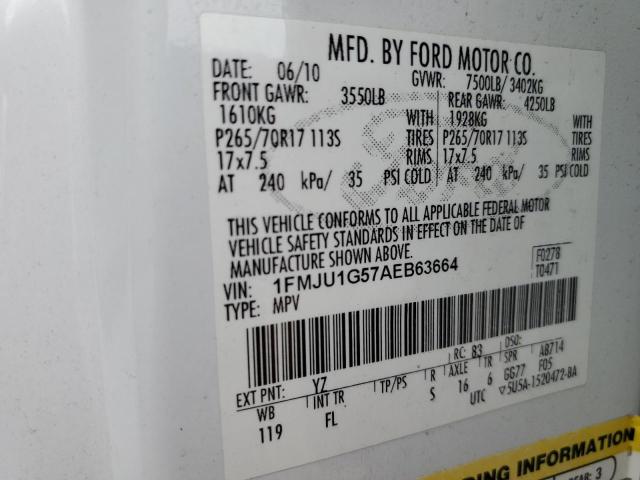 MFD. BY FORD MOTOR CO.
DATE: 06/10 GVWR: 7500LB/ 3402KG
FRONT GAWR: 3550LB REAR GAWR: 4250LB
1610KG WITH 1928KG WITH
P265/70R17 113S TIRES P265/70R17 113S TIRES
17x7.5 RIMS 17x7.5 RIMS
AT 240 kPa/ 35 PSI COLD AT 240 kPa/ 35 PSI COLD
THIS VEHICLE CONFORMS TO ALL APPLICABLE FEDERAL MOTOR
VEHICLE SAFETY STANDARDS IN EFFECT ON THE DATE OF
MANUFACTURE SHOWN ABOVE.
VIN: 1FMJU1G57AEB63664 F0278
TYPE: MPV T0471
EXT PNT: YZ RC: 83 DSO:
WB INT TR TP/PS R AXLE TR SPR AB714
119 FL S 16 6 GG77 F05
UTC ▽5U5A-1520472-BA
ING INFORMATION
REAR: 3